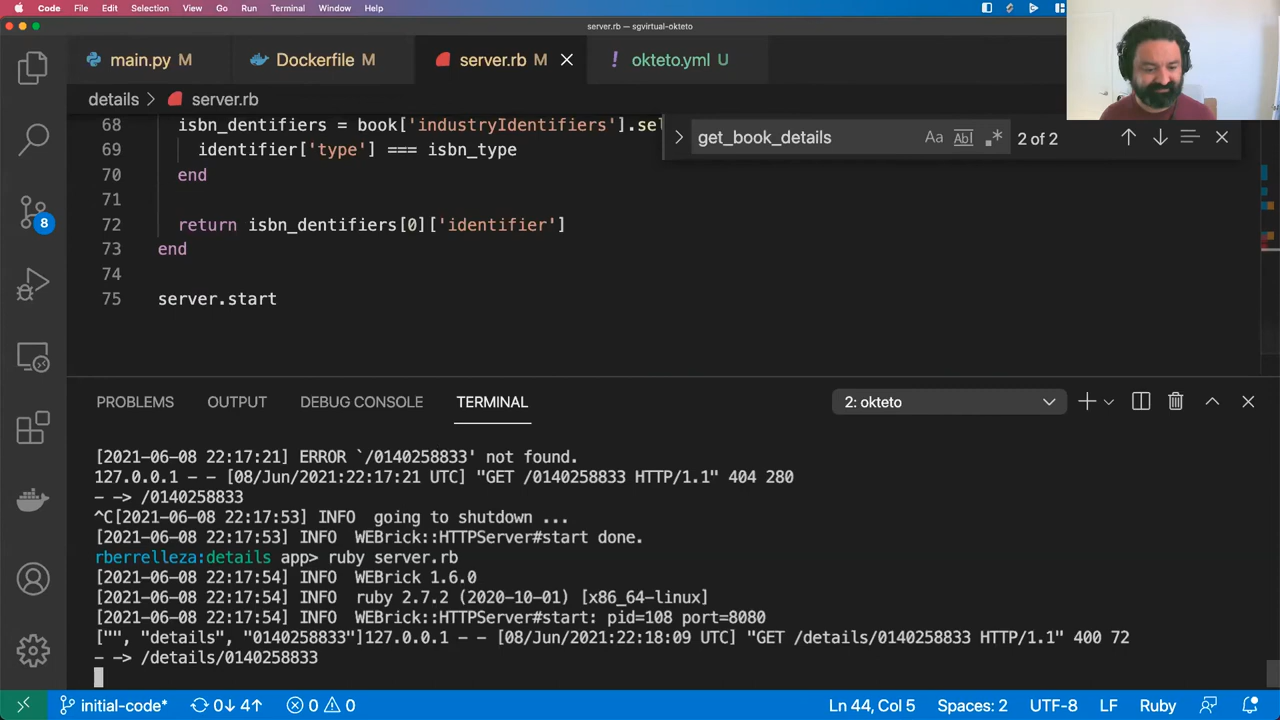 Code File Edit Selection View Go Run Terminal Window Help
server.rb — sgvirtual-okteto
main.py M Dockerfile M server.rb M okteto.yml U
details server.rb
68 isbn_dentifiers = book['industryIdentifiers'].sel
get_book_details Aa Abl .* 2 of 2
69 identifier['type'] === isbn_type
70 end
71
72 return isbn_dentifiers[0]['identifier']
73 end
74
75 server.start
PROBLEMS OUTPUT DEBUG CONSOLE TERMINAL 2: okteto
[2021-06-08 22:17:21] ERROR `/0140258833' not found.
127.0.0.1 - - [08/Jun/2021:22:17:21 UTC] "GET /0140258833 HTTP/1.1" 404 280
- -> /0140258833
^C[2021-06-08 22:17:53] INFO going to shutdown ...
[2021-06-08 22:17:53] INFO WEBrick::HTTPServer#start done.
rberrelleza:details app> ruby server.rb
[2021-06-08 22:17:54] INFO WEBrick 1.6.0
[2021-06-08 22:17:54] INFO ruby 2.7.2 (2020-10-01) [x86_64-linux]
[2021-06-08 22:17:54] INFO WEBrick::HTTPServer#start: pid=108 port=8080
["", "details", "0140258833"]127.0.0.1 - - [08/Jun/2021:22:18:09 UTC] "GET /details/0140258833 HTTP/1.1" 400 72
- -> /details/0140258833
8
initial-code* 0↓ 4↑ 0 0 Ln 44, Col 5 Spaces: 2 UTF-8 LF Ruby